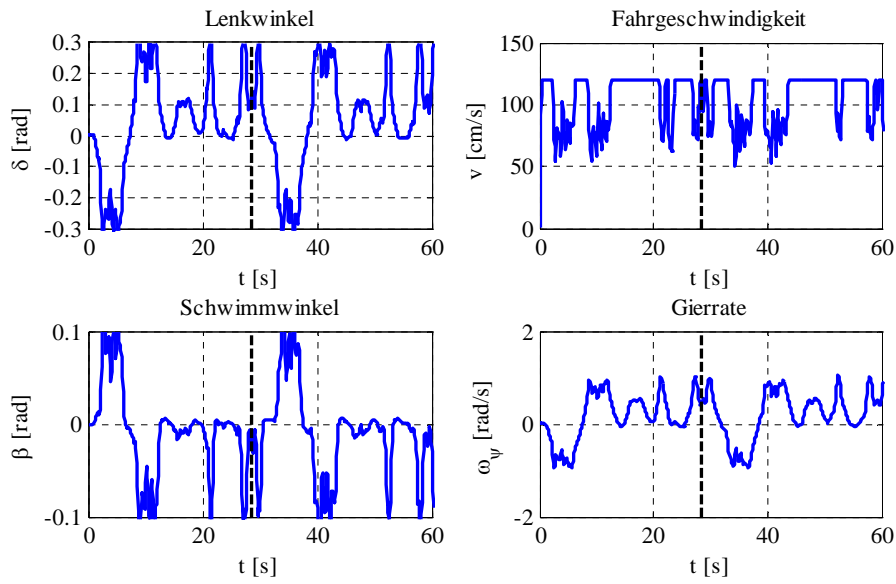 Lenkwinkel
0.3
0.2
0.1
0
-0.1
-0.2
-0.3
δ [rad]
0 20 40 60
t [s]
Fahrgeschwindigkeit
150
100
50
0
v [cm/s]
0 20 40 60
t [s]
Schwimmwinkel
0.1
0
-0.1
β [rad]
0 20 40 60
t [s]
Gierrate
2
0
-2
ω_ψ [rad/s]
0 20 40 60
t [s]